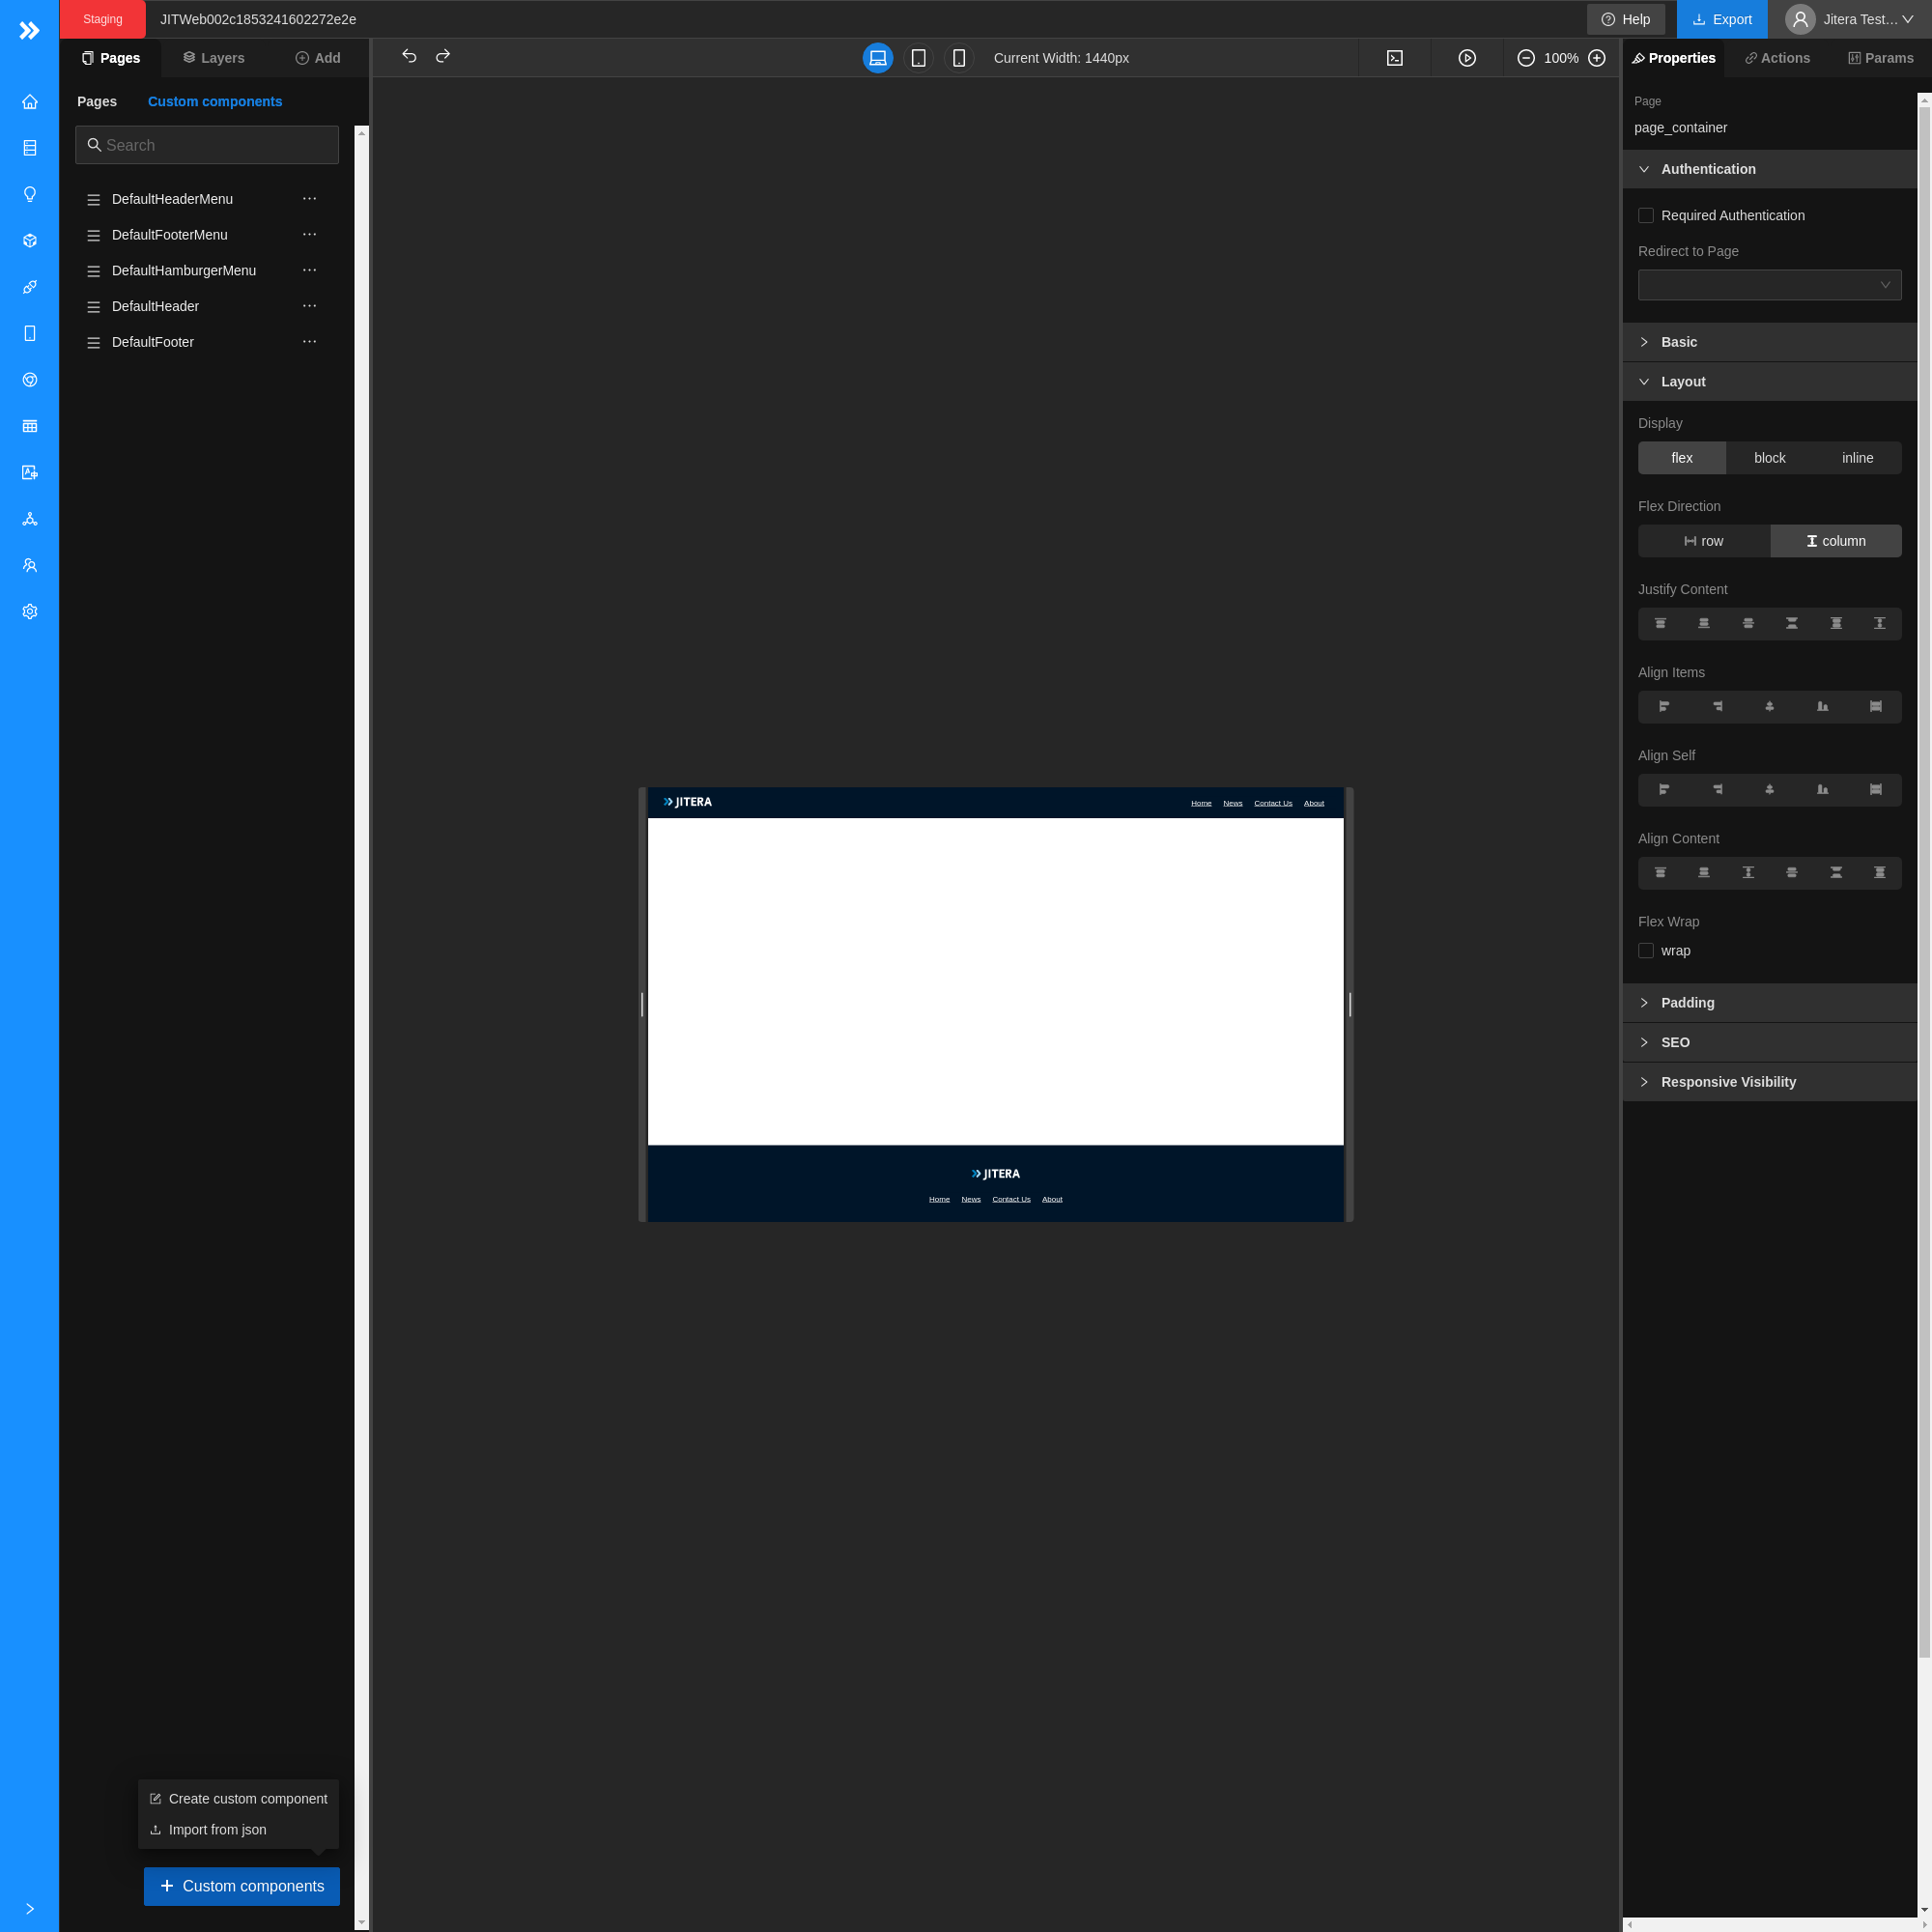 Staging
JITWeb002c1853241602272e2e
Help
Export
Jitera Test...
Pages
Layers
Add
Current Width: 1440px
100%
Properties
Actions
Params
Pages
Custom components
Search
DefaultHeaderMenu
DefaultFooterMenu
DefaultHamburgerMenu
DefaultHeader
DefaultFooter
JITERA
Home
News
Contact Us
About
JITERA
Home
News
Contact Us
About
Create custom component
Import from json
Custom components
Page
page_container
Authentication
Required Authentication
Redirect to Page
Basic
Layout
Display
flex
block
inline
Flex Direction
row
column
Justify Content
Align Items
Align Self
Align Content
Flex Wrap
wrap
Padding
SEO
Responsive Visibility